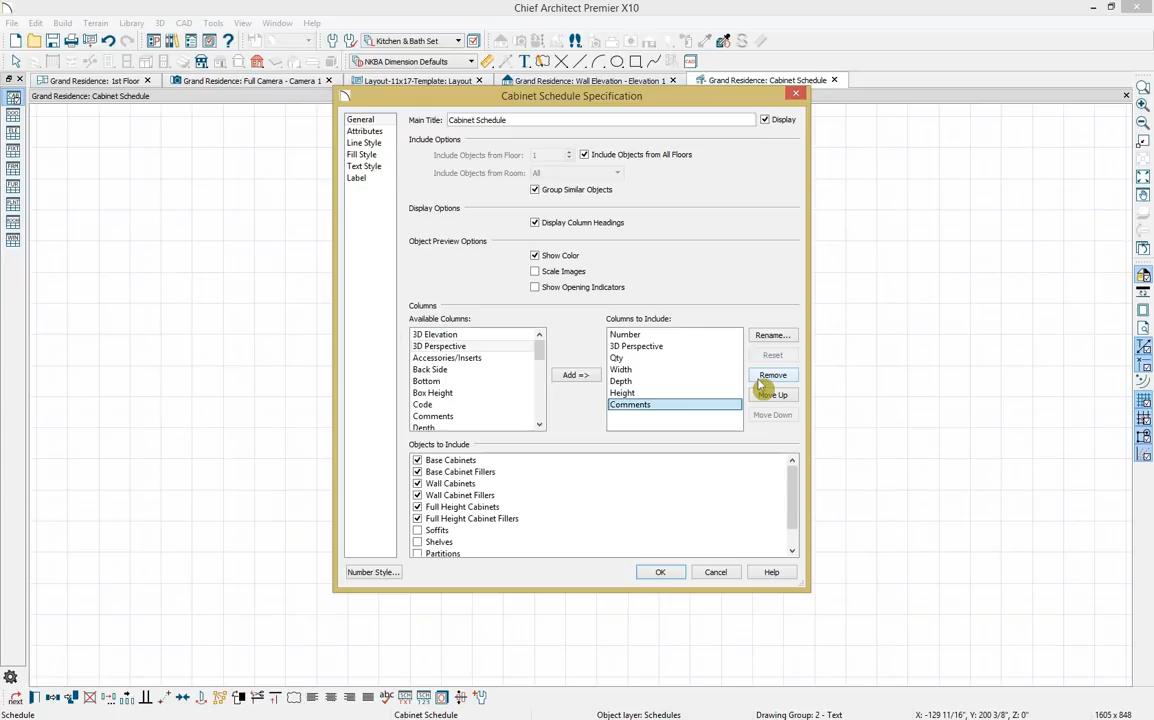 Chief Architect Premier X10
File Edit Build Terrain Library 3D CAD Tools View Window Help
Kitchen & Bath Set
NKBA Dimension Defaults
Grand Residence: 1st Floor
Grand Residence: Full Camera - Camera 1
Layout-11x17-Template: Layout
Grand Residence: Wall Elevation - Elevation 1
Grand Residence: Cabinet Schedule
Grand Residence: Cabinet Schedule
Cabinet Schedule Specification
General
Attributes
Line Style
Fill Style
Text Style
Label
Main Title: Cabinet Schedule Display
Include Options
Include Objects from Floor: 1 Include Objects from All Floors
Include Objects from Room: All
Group Similar Objects
Display Options
Display Column Headings
Object Preview Options
Show Color
Scale Images
Show Opening Indicators
Columns
Available Columns:
3D Elevation
3D Perspective
Accessories/Inserts
Back Side
Bottom
Box Height
Code
Comments
Depth
Add =>
Columns to Include:
Number
3D Perspective
Qty
Width
Depth
Height
Comments
Rename...
Reset
Remove
Move Up
Move Down
Objects to Include
Base Cabinets
Base Cabinet Fillers
Wall Cabinets
Wall Cabinet Fillers
Full Height Cabinets
Full Height Cabinet Fillers
Soffits
Shelves
Partitions
Number Style... OK Cancel Help
next
Schedule Cabinet Schedule Object layer: Schedules Drawing Group: 2 - Text X: -129 11/16", Y: 200 3/8", Z: 0" 1605 x 848